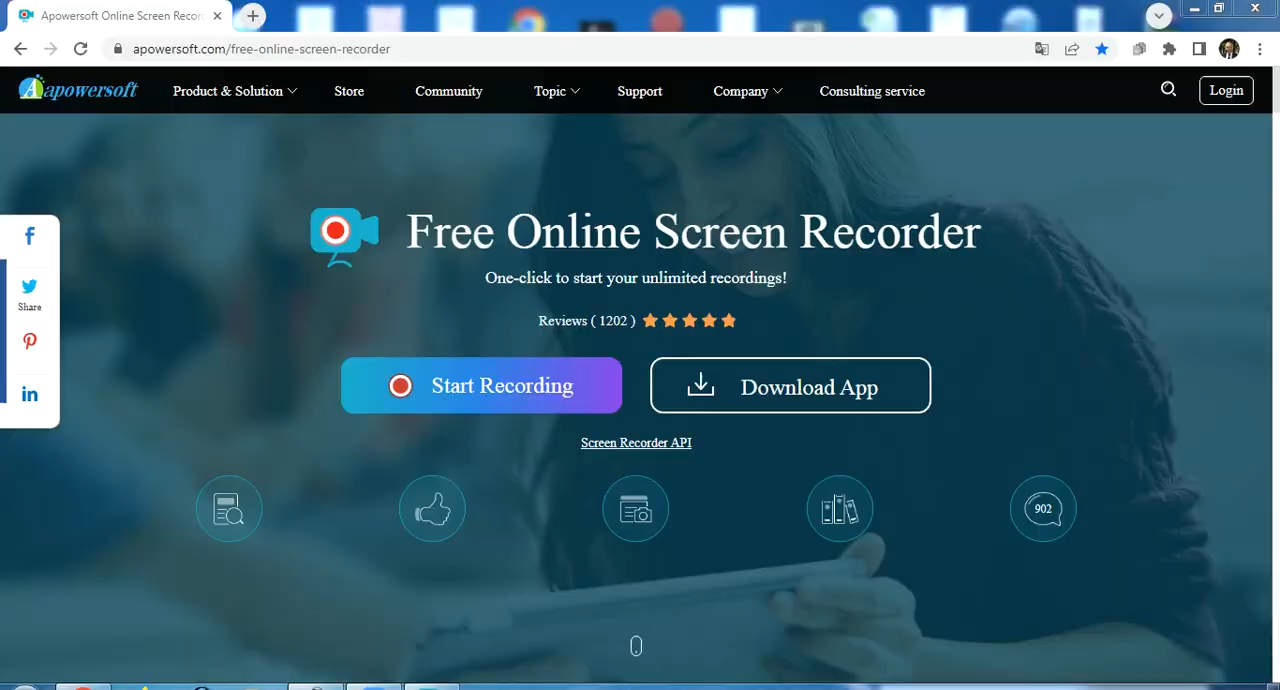 Apowersoft Online Screen Recor
apowersoft.com/free-online-screen-recorder
Apowersoft
Product & Solution
Store
Community
Topic
Support
Company
Consulting service
Login
Free Online Screen Recorder
One-click to start your unlimited recordings!
Reviews ( 1202 )
Share
Start Recording
Download App
Screen Recorder API
902